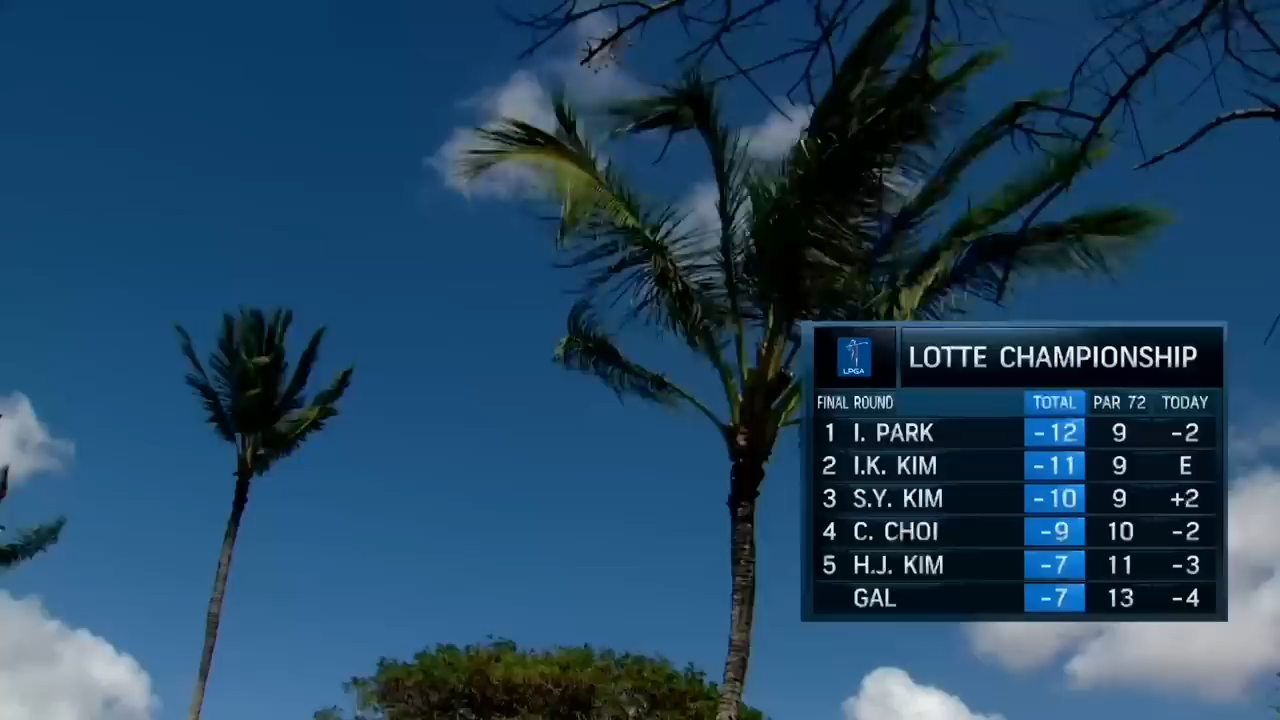 LPGA
LOTTE CHAMPIONSHIP
FINAL ROUND TOTAL PAR 72 TODAY
1 I. PARK -12 9 -2
2 I.K. KIM -11 9 E
3 S.Y. KIM -10 9 +2
4 C. CHOI -9 10 -2
5 H.J. KIM -7 11 -3
GAL -7 13 -4